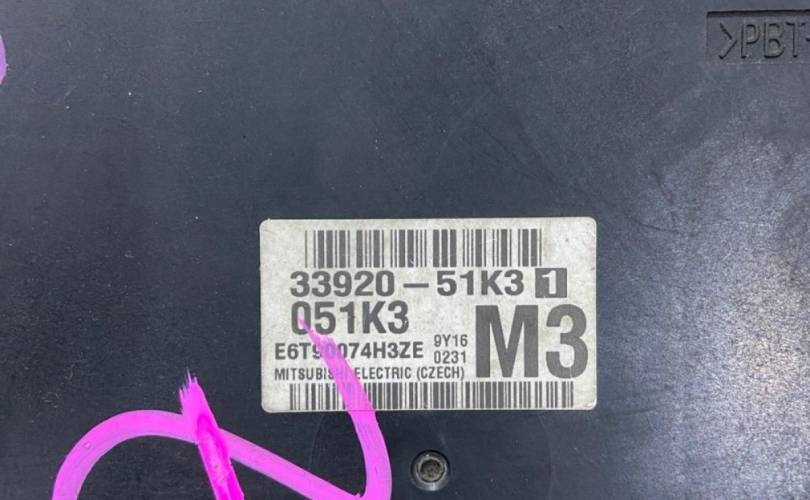 >PBT-
33920-51K3 1
051K3
M3
E6T90074H3ZE
9Y16
0231
MITSUBISHI ELECTRIC (CZECH)